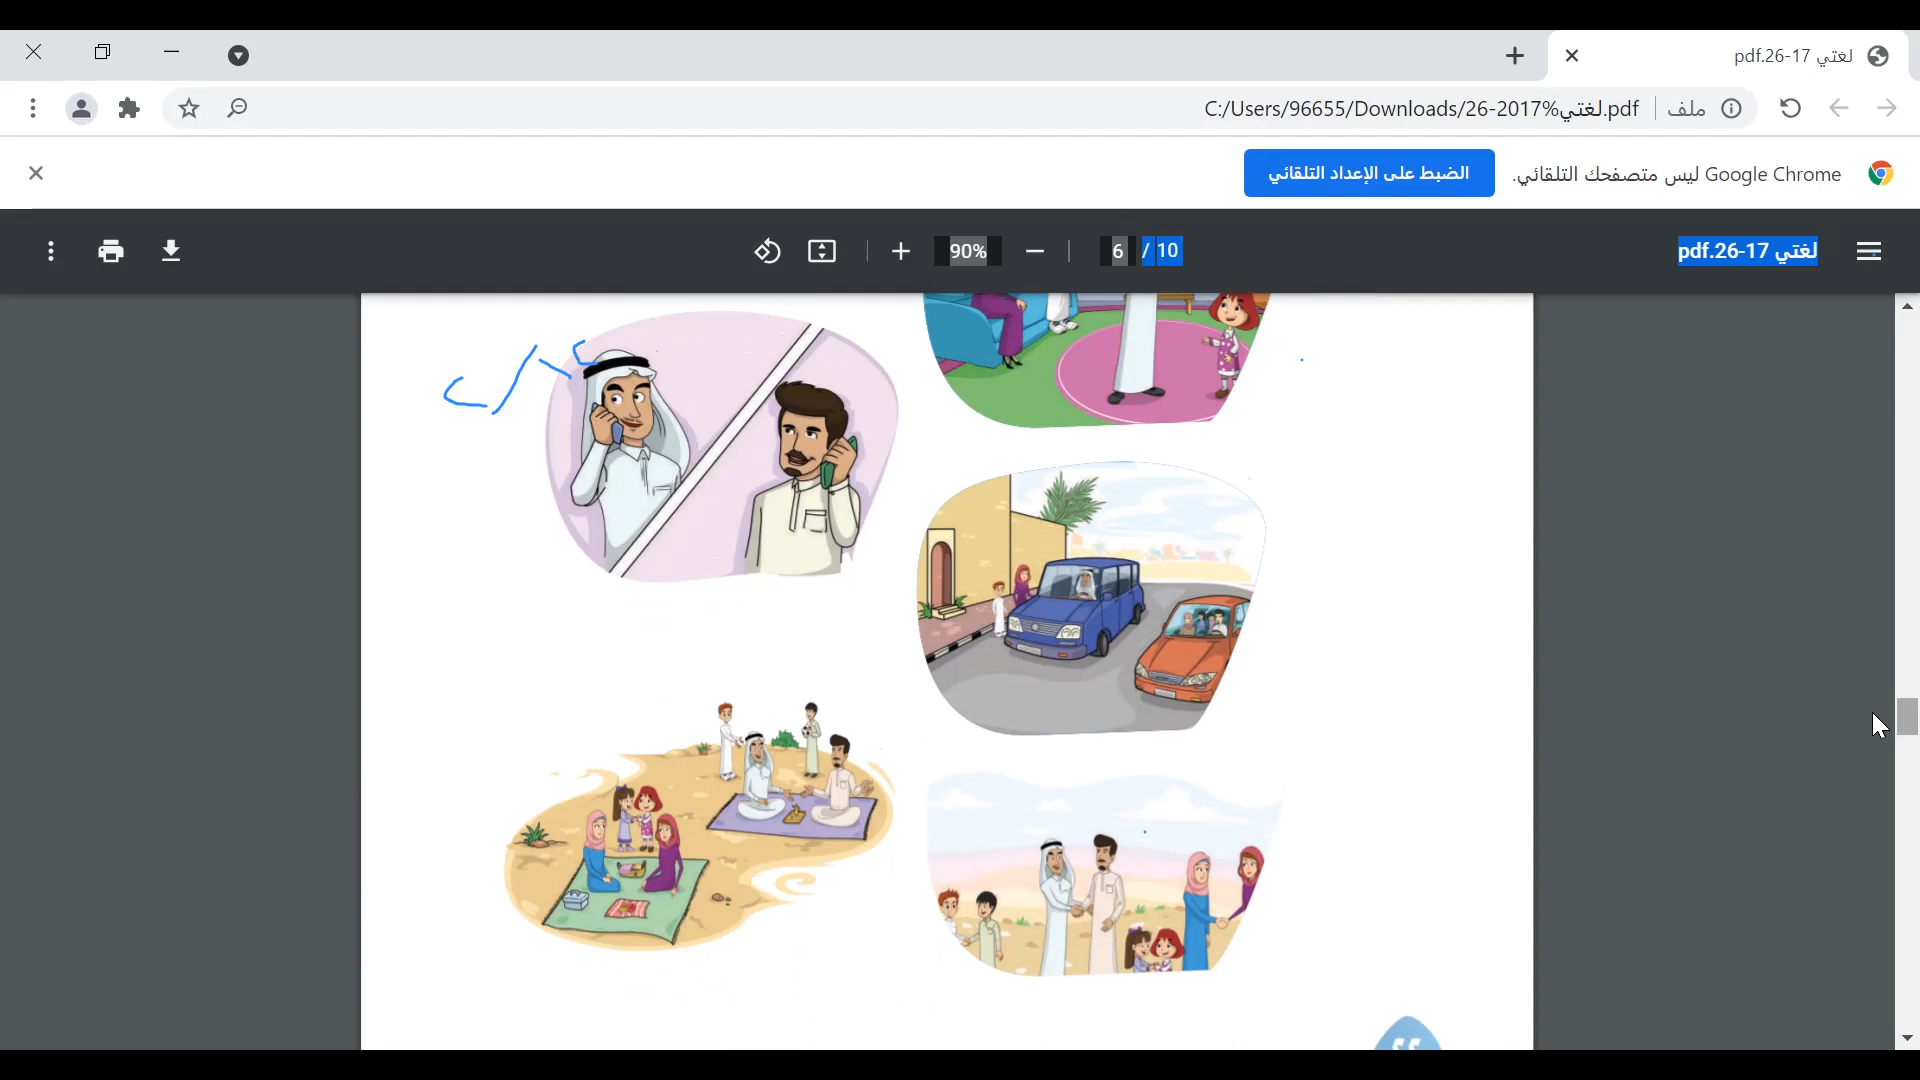 لغتي 17-26.pdf
ملف C:/Users/96655/Downloads/26-2017%لغتي.pdf
Google Chrome ليس متصفحك التلقائي. الضبط على الإعداد التلقائي
لغتي 17-26.pdf 6 / 10 90%